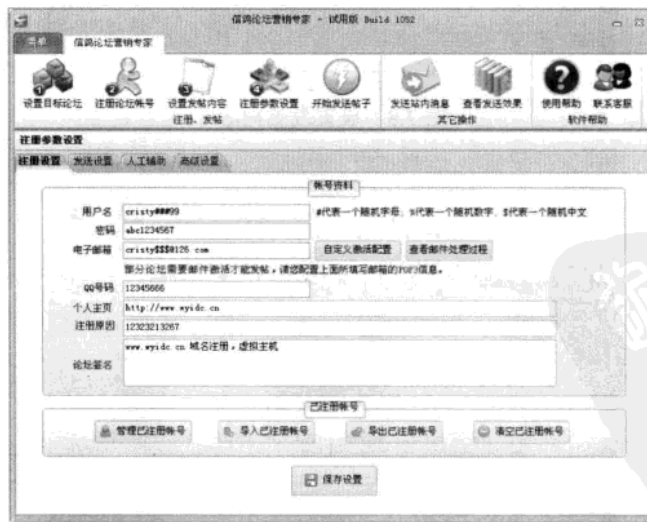 信鸽论坛营销专家 - 试用版 Build 1052
菜单 信鸽论坛营销专家
1 2 3 4
设置目标论坛 注册论坛帐号 设置发帖内容 注册参数设置 开始发送帖子 发送站内消息 查看发送效果 使用帮助 联系客服
注册、发帖 其它操作 软件帮助
注册参数设置
注册设置 发送设置 人工辅助 高级设置
帐号资料
用户名 cristy###99 #代表一个随机字母; %代表一个随机数字, $代表一个随机中文
密码 abc1234567
电子邮箱 cristy$$$@126.com 自定义激活配置 查看邮件处理过程
部分论坛需要邮件激活才能发帖,请您配置上面所填写邮箱的POP3信息。
QQ号码 12345666
个人主页 http://www.wyidc.cn
注册原因 12323213267
www.wyidc.cn 域名注册,虚拟主机
论坛签名
已注册帐号
管理已注册帐号 导入已注册帐号 导出已注册帐号 清空已注册帐号
保存设置